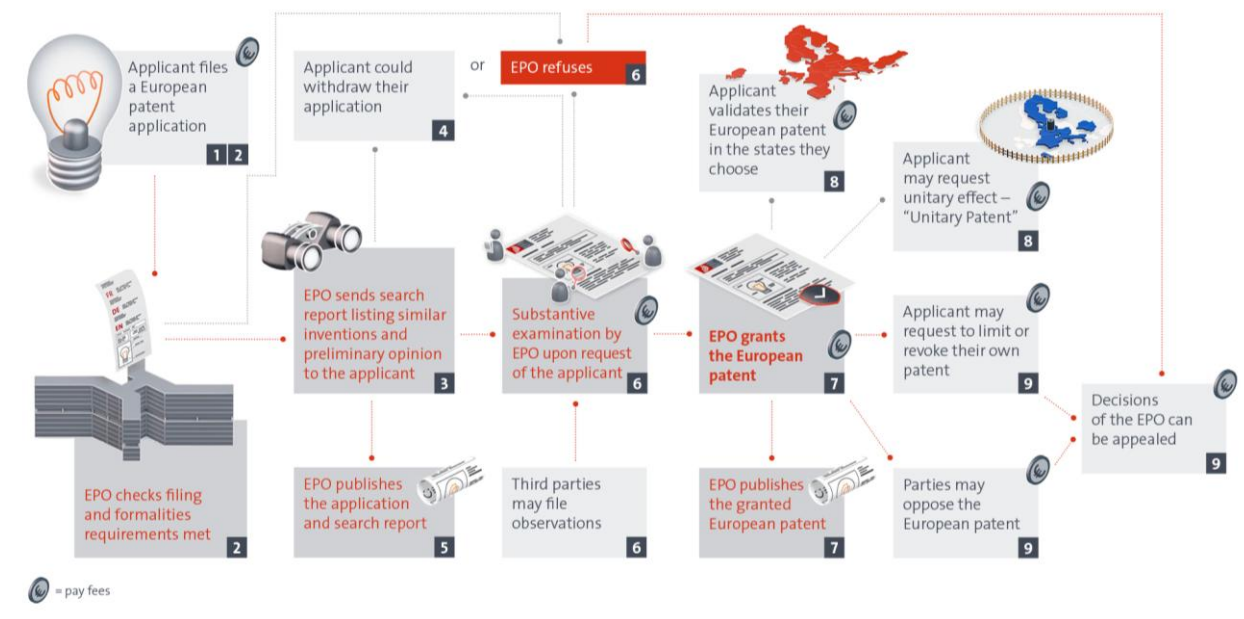 Applicant files
a European
patent
application
1 2
Applicant could
withdraw their
application
4
or
EPO refuses
6
Applicant
validates their
European patent
in the states they
choose
8
Applicant
may request
unitary effect –
“Unitary Patent”
8
FR
DE
EN
EPO checks filing
and formalities
requirements met
2
EPO sends search
report listing similar
inventions and
preliminary opinion
to the applicant
3
Substantive
examination by
EPO upon request
of the applicant
6
EPO grants
the European
patent
7
Applicant may
request to limit or
revoke their own
patent
9
Decisions
of the EPO can
be appealed
9
EPO publishes
the application
and search report
5
Third parties
may file
observations
6
EPO publishes
the granted
European patent
7
Parties may
oppose the
European patent
9
€ = pay fees